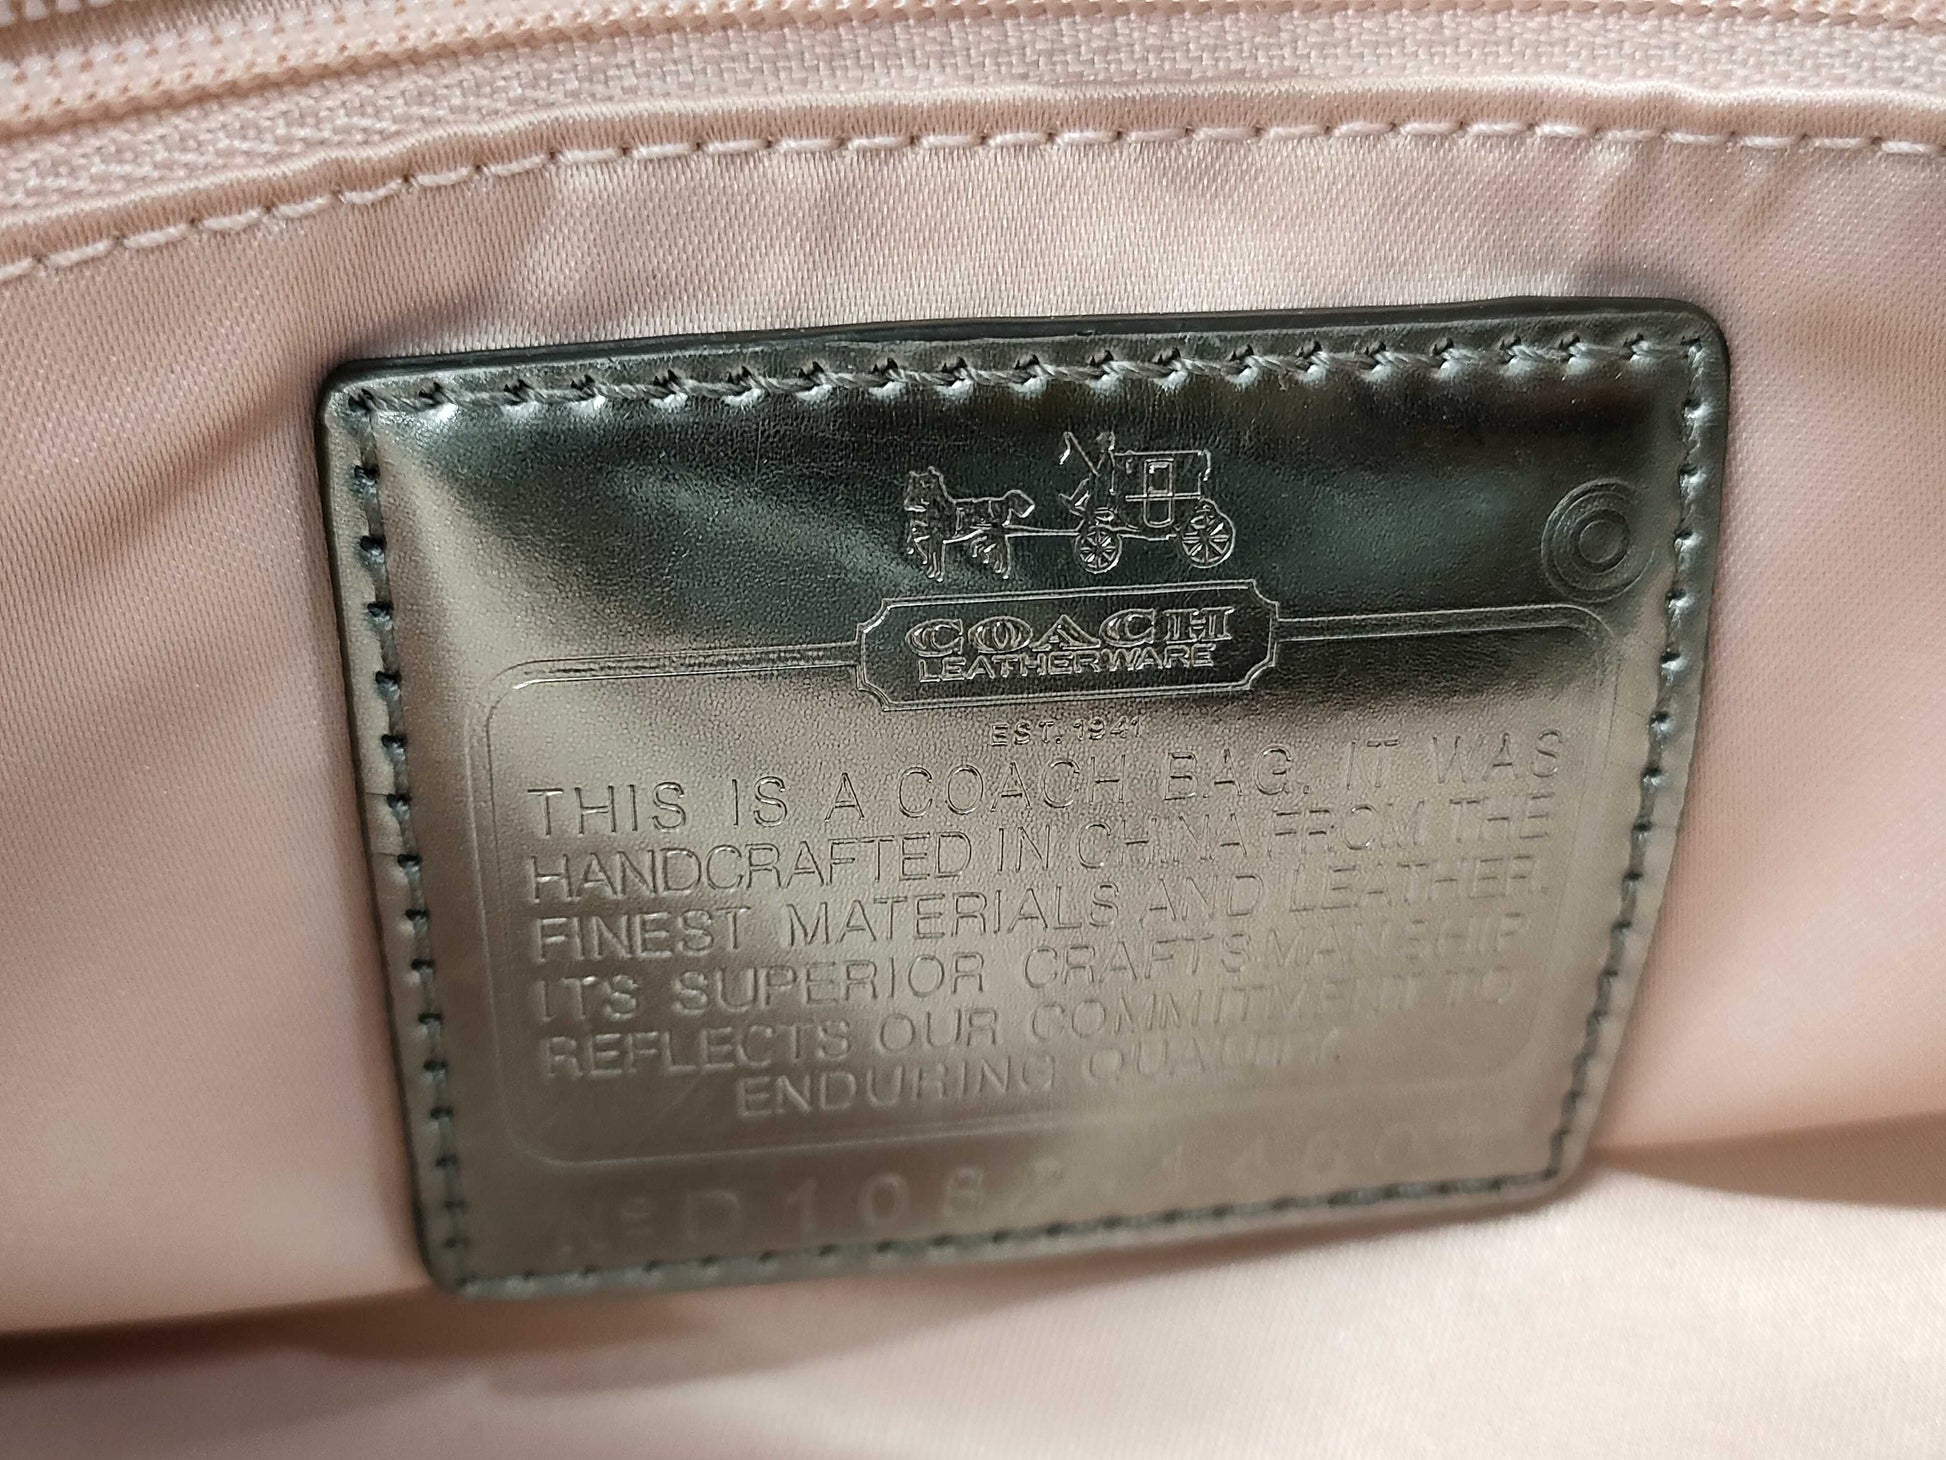 COACH
LEATHERWARE
EST. 1941
THIS IS A COACH BAG. IT WAS
HANDCRAFTED IN CHINA FROM THE
FINEST MATERIALS AND LEATHER.
ITS SUPERIOR CRAFTSMANSHIP
REFLECTS OUR COMMITMENT TO
ENDURING QUALITY.